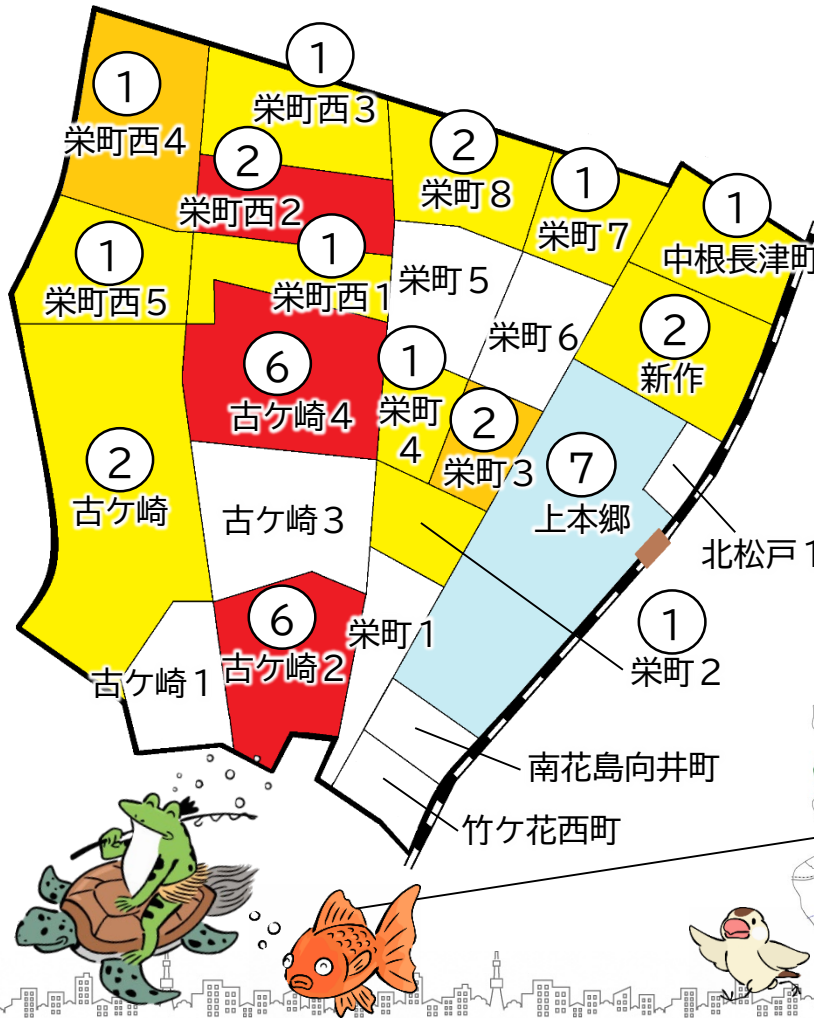 1
栄町西4
1
栄町西3
2
栄町西2
2
栄町8
1
栄町7
1
中根長津町
1
栄町西5
1
栄町西1
栄町5
栄町6
2
新作
6
古ケ崎4
1
栄町
4
2
栄町3
2
古ケ崎
古ケ崎3
7
上本郷
北松戸1
6
古ケ崎2
栄町1
1
栄町2
古ケ崎1
南花島向井町
竹ケ花西町